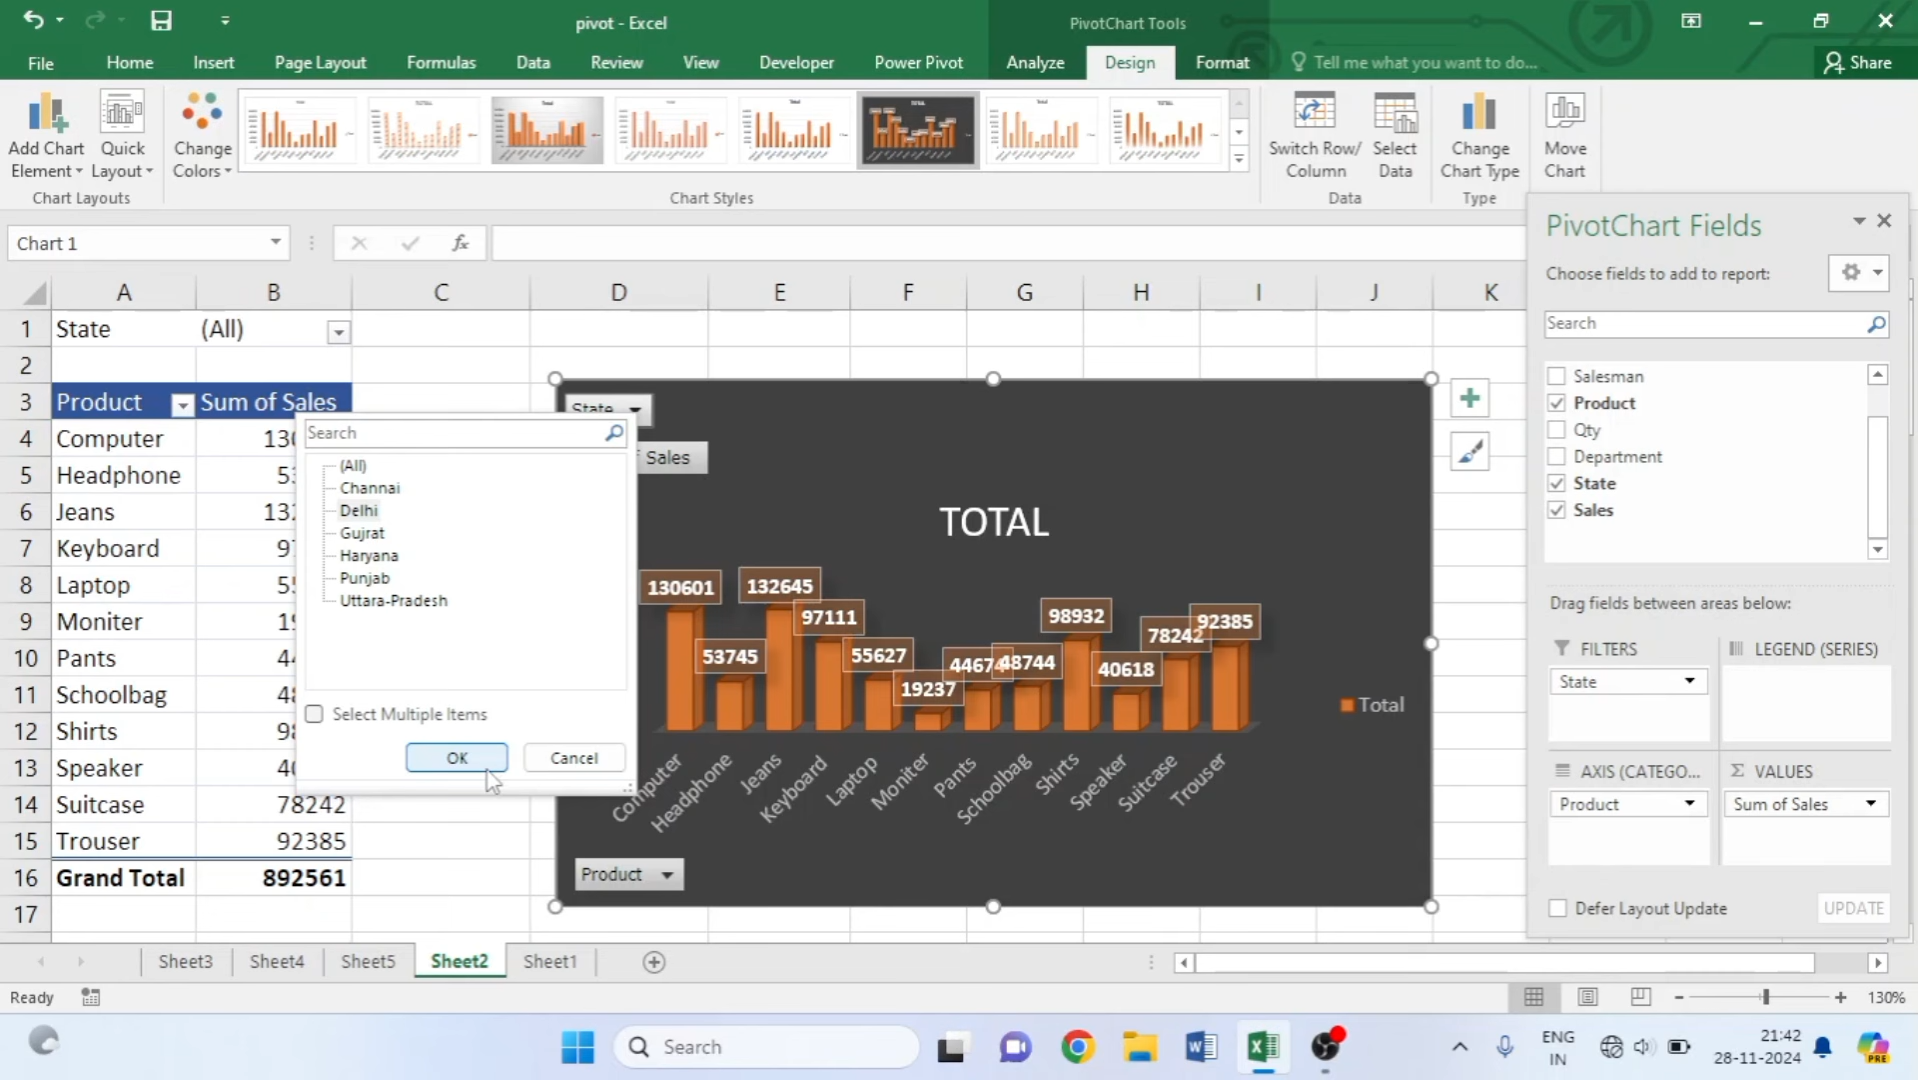 pivot - Excel
PivotChart Tools
File
Home
Insert
Page Layout
Formulas
Data
Review
View
Developer
Power Pivot
Analyze
Design
Format
Tell me what you want to do...
Share
Add Chart
Element
Quick
Layout
Change
Colors
Switch Row/
Column
Select
Data
Change
Chart Type
Move
Chart
Chart Layouts
Chart Styles
Data
Type
Chart 1
fx
PivotChart Fields
Choose fields to add to report:
Search
Salesman
Product
Qty
Department
State
Sales
Drag fields between areas below:
FILTERS
LEGEND (SERIES)
State
AXIS (CATEGO...
Σ VALUES
Product
Sum of Sales
Defer Layout Update
UPDATE
A B C D E F G H I J K
1 State (All)
2
3 Product Sum of Sales
4 Computer
5 Headphone
6 Jeans
7 Keyboard
8 Laptop
9 Moniter
10 Pants
11 Schoolbag
12 Shirts
13 Speaker
14 Suitcase 78242
15 Trouser 92385
16 Grand Total 892561
17
Search
(All)
Channai
Delhi
Gujrat
Haryana
Punjab
Uttara-Pradesh
Select Multiple Items
OK
Cancel
State
Sales
TOTAL
130601
53745
132645
97111
55627
19237
44674
48744
98932
40618
78242
92385
Total
Computer
Headphone
Jeans
Keyboard
Laptop
Moniter
Pants
Schoolbag
Shirts
Speaker
Suitcase
Trouser
Product
Sheet3
Sheet4
Sheet5
Sheet2
Sheet1
Ready
130%
Search
ENG
IN
21:42
28-11-2024
PRE